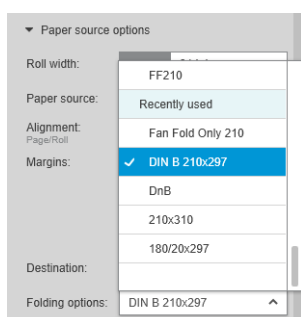 Paper source options
Roll width:
FF210
Paper source:
Recently used
Alignment:
Page/Roll
Fan Fold Only 210
Margins:
DIN B 210x297
DnB
210x310
180/20x297
Destination:
Folding options:
DIN B 210x297